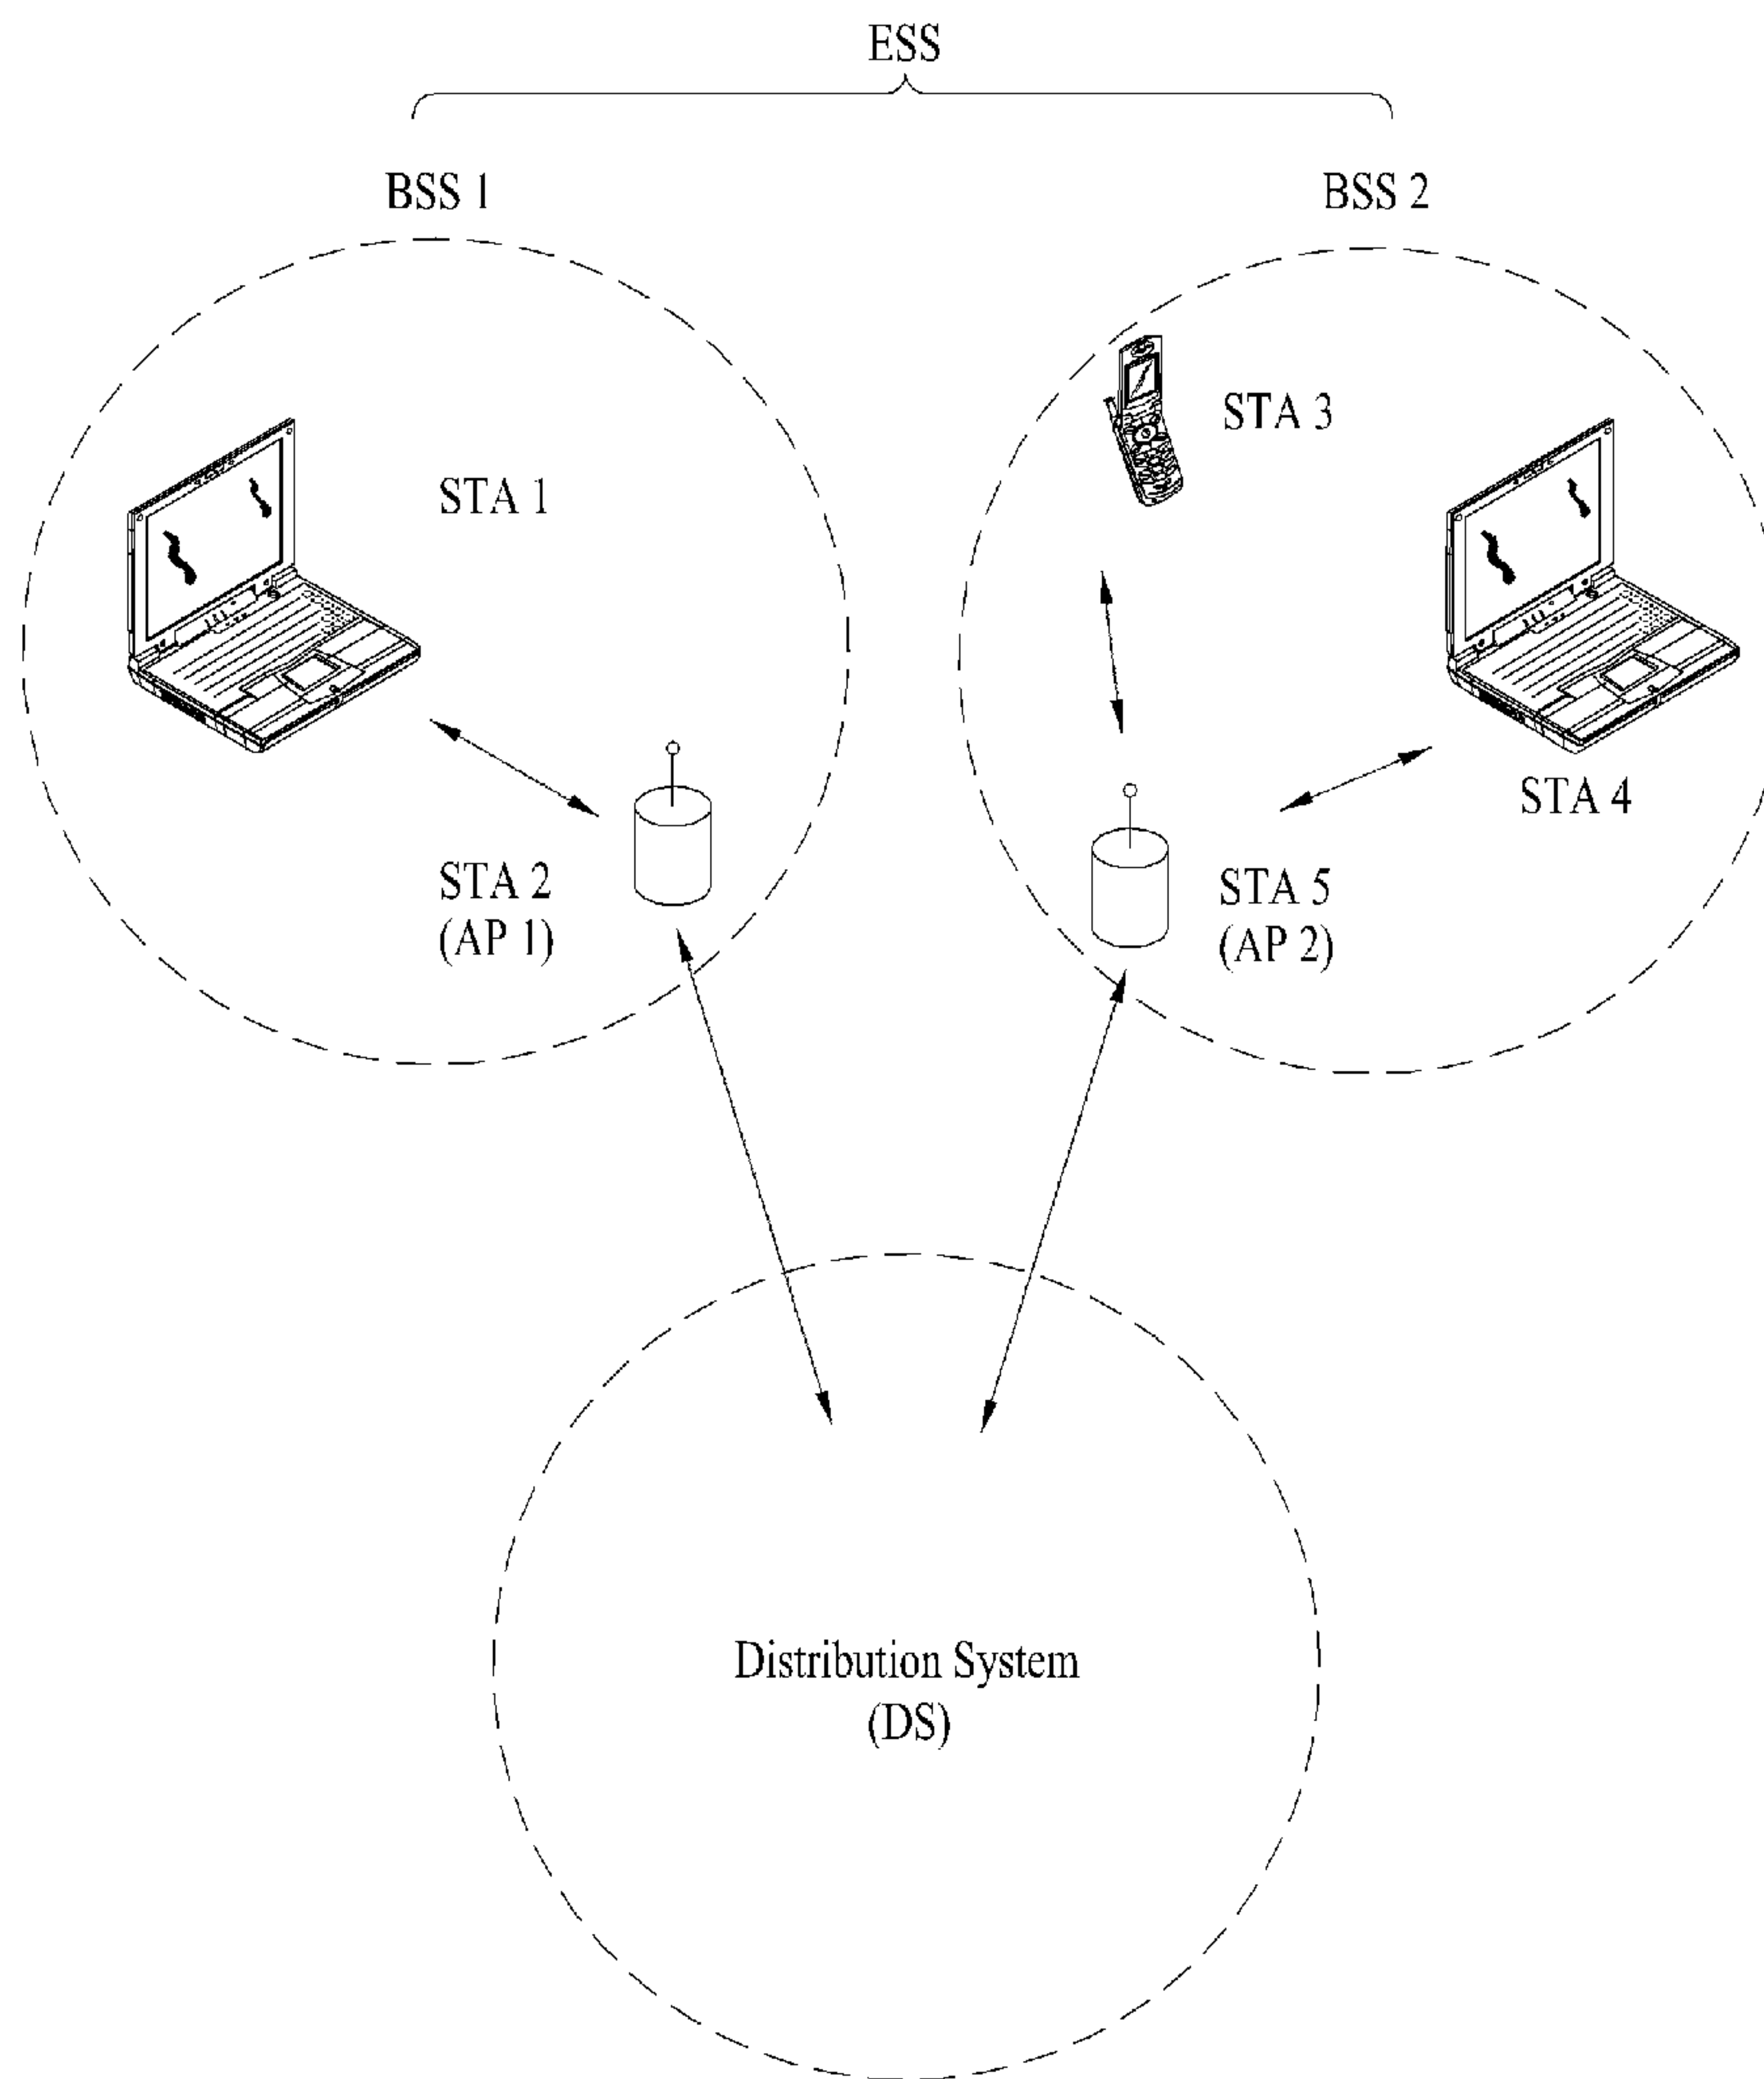 ESS
BSS 1
BSS 2
STA 3
STA 1
STA 4
STA 2
(AP 1)
STA 5
(AP 2)
Distribution System
(DS)